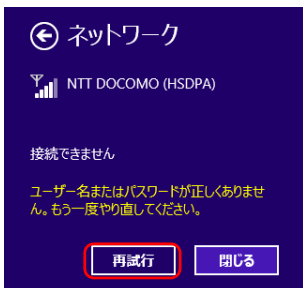 ネットワーク
NTT DOCOMO (HSDPA)
接続できません
ユーザー名またはパスワードが正しくありませ
ん。もう一度やり直してください。
再試行
閉じる